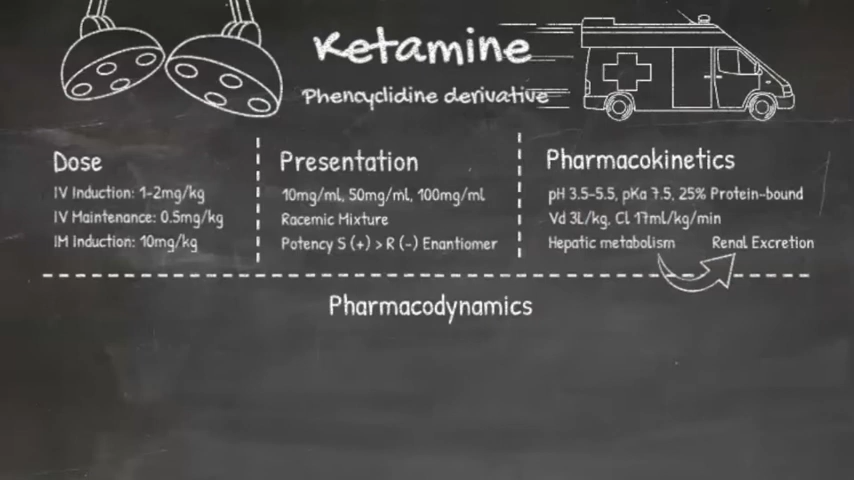 Ketamine
Phencyclidine derivative
Dose
IV Induction: 1-2mg/kg
IV Maintenance: 0.5mg/kg
IM Induction: 10mg/kg
Presentation
10mg/ml, 50mg/ml, 100mg/ml
Racemic Mixture
Potency S (+) > R (-) Enantiomer
Pharmacokinetics
pH 3.5-5.5, pKa 7.5, 25% Protein-bound
Vd 3L/kg, Cl 17ml/kg/min
Hepatic metabolism Renal Excretion
Pharmacodynamics